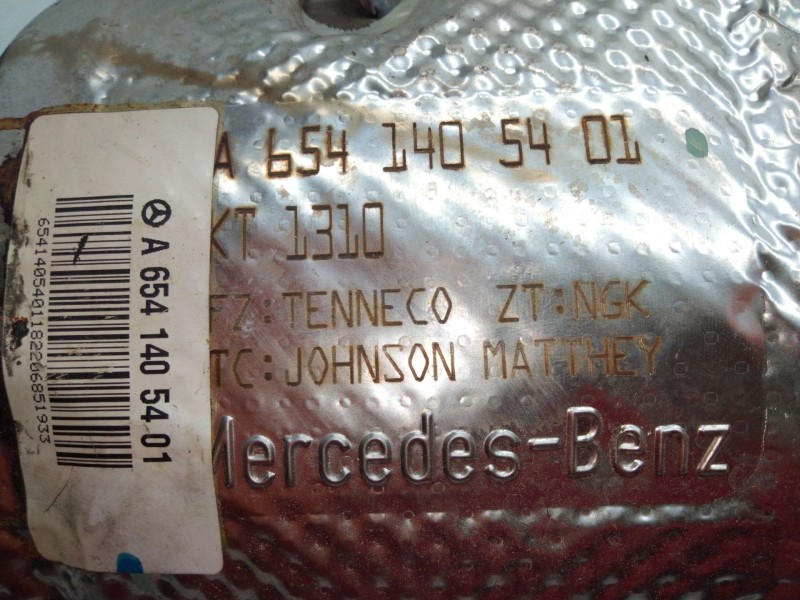 A 654 140 54 01
KT 1310
FZ:TENNECO ZT:NGK
TC:JOHNSON MATTHEY
Mercedes-Benz
A 654 140 54 01
6541405401182206851933